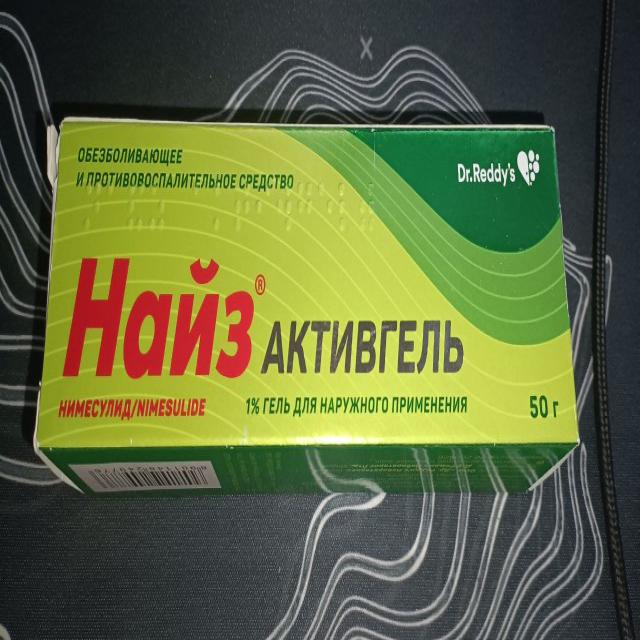 ОБЕЗБОЛИВАЮЩЕЕ
И ПРОТИВОВОСПАЛИТЕЛЬНОЕ СРЕДСТВО
Dr.Reddy's
Найз® АКТИВГЕЛЬ
НИМЕСУЛИД/NIMESULIDE
1% ГЕЛЬ ДЛЯ НАРУЖНОГО ПРИМЕНЕНИЯ
50 г